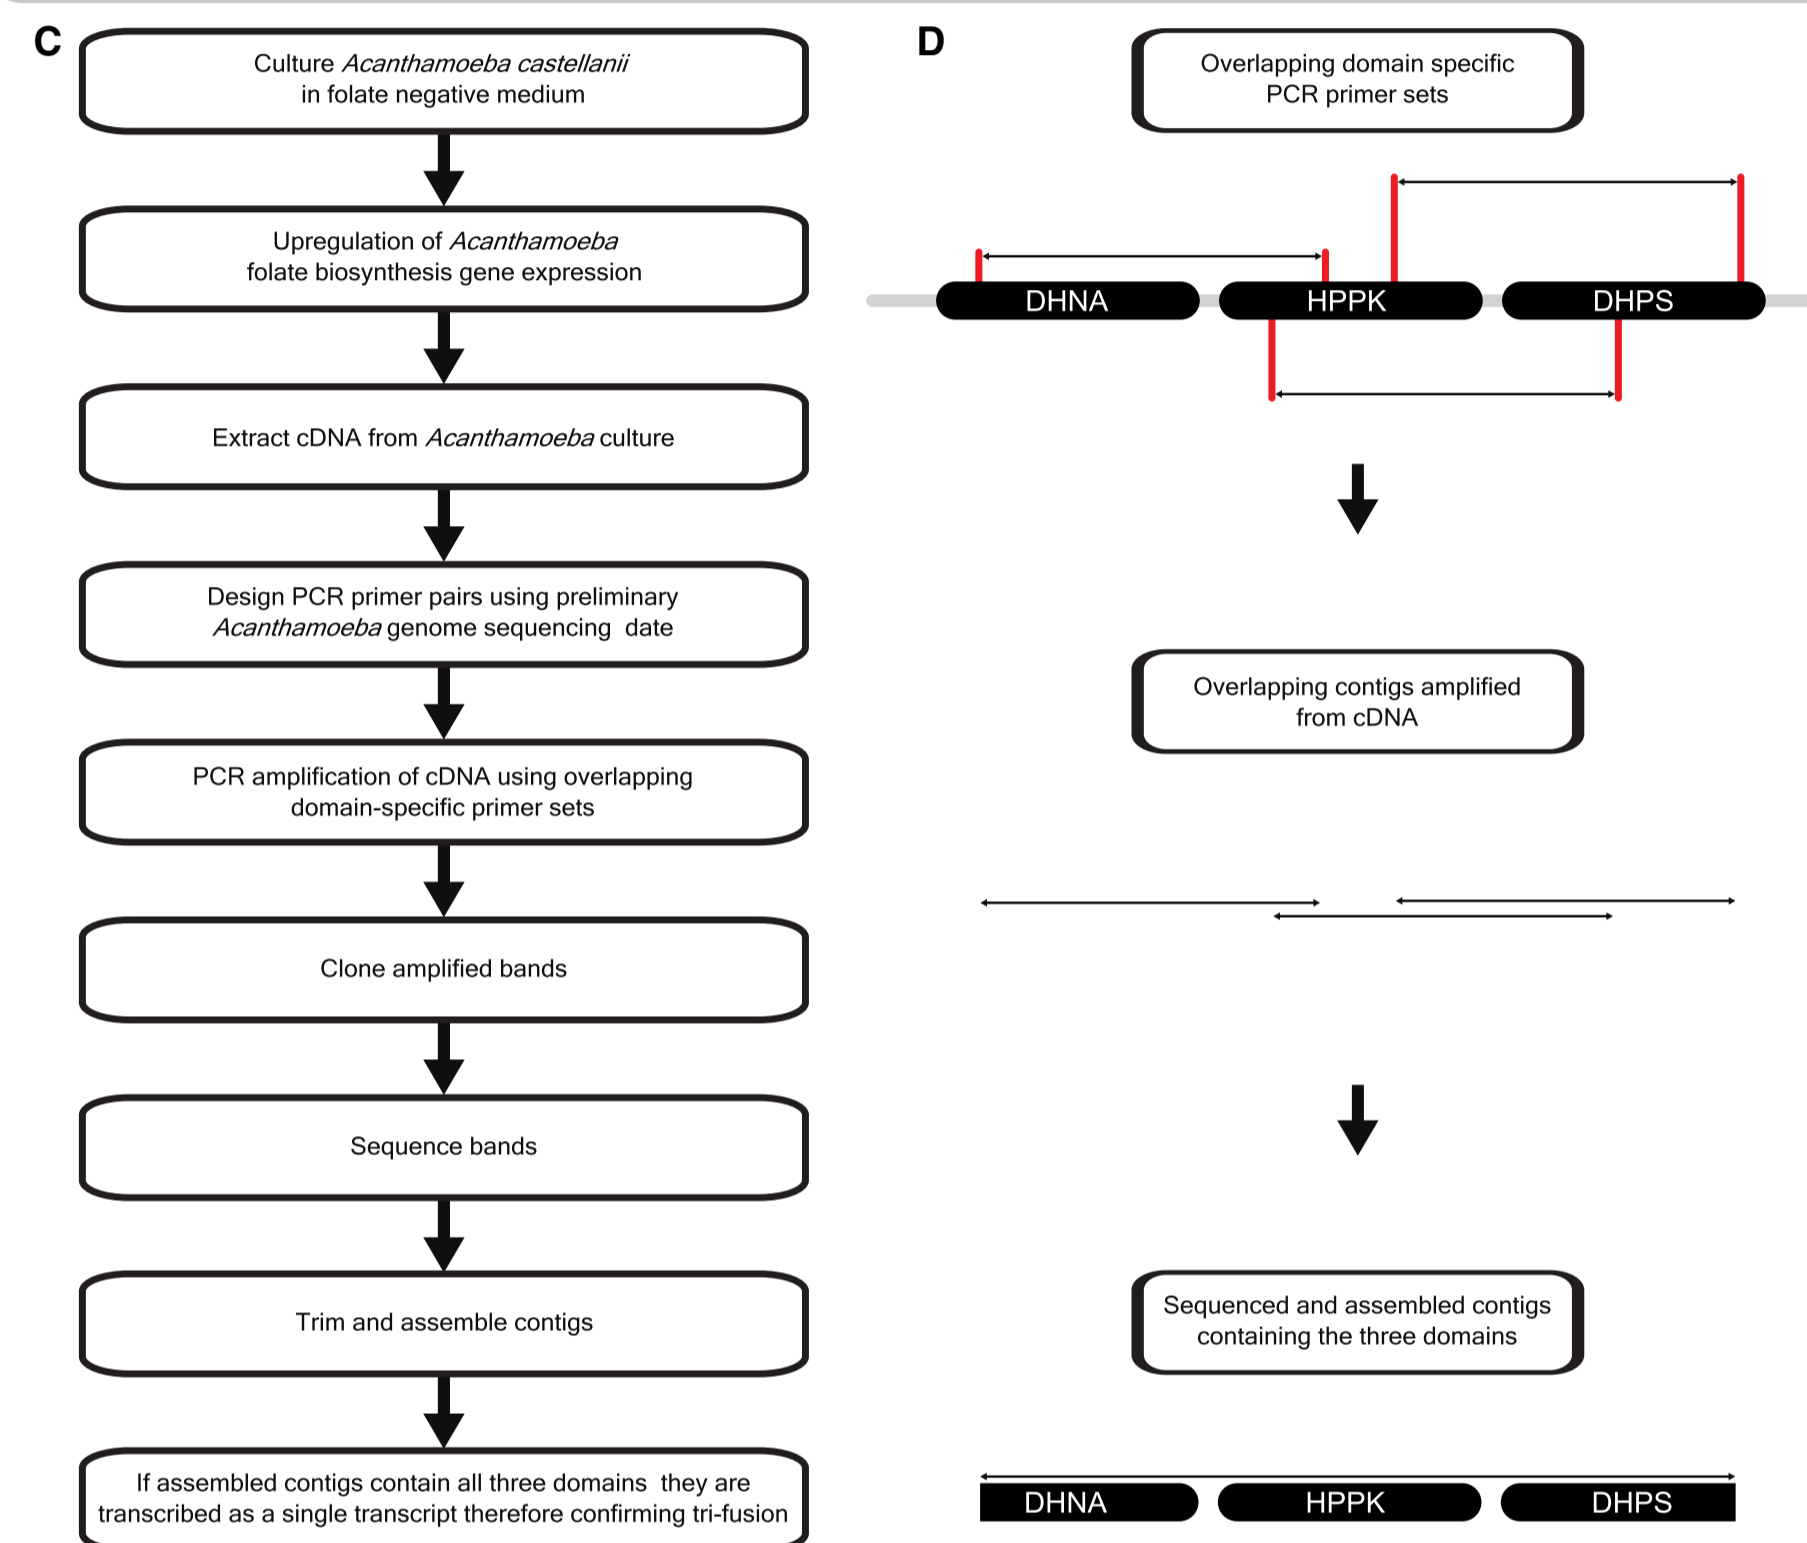 C
Culture Acanthamoeba castellanii
in folate negative medium
Upregulation of Acanthamoeba
folate biosynthesis gene expression
Extract cDNA from Acanthamoeba culture
Design PCR primer pairs using preliminary
Acanthamoeba genome sequencing date
PCR amplification of cDNA using overlapping
domain-specific primer sets
Clone amplified bands
Sequence bands
Trim and assemble contigs
If assembled contigs contain all three domains they are
transcribed as a single transcript therefore confirming tri-fusion
D
Overlapping domain specific
PCR primer sets
DHNA HPPK DHPS
Overlapping contigs amplified
from cDNA
Sequenced and assembled contigs
containing the three domains
DHNA HPPK DHPS